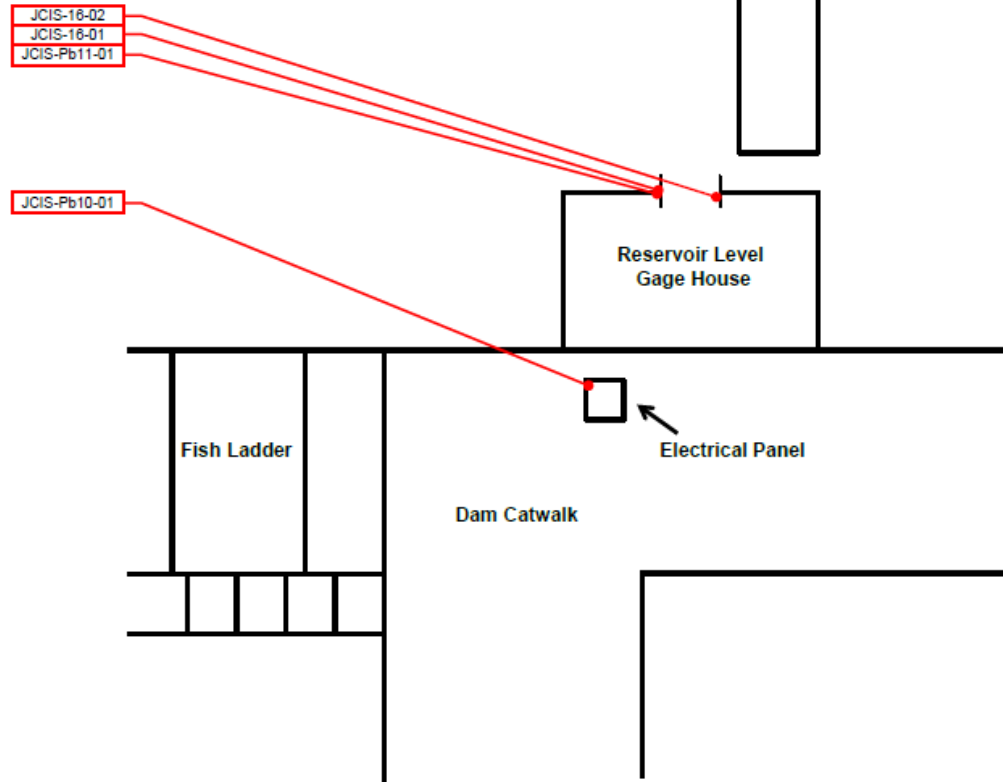 JCIS-16-02
JCIS-16-01
JCIS-Pb11-01
JCIS-Pb10-01
Reservoir Level
Gage House
Fish Ladder
Electrical Panel
Dam Catwalk